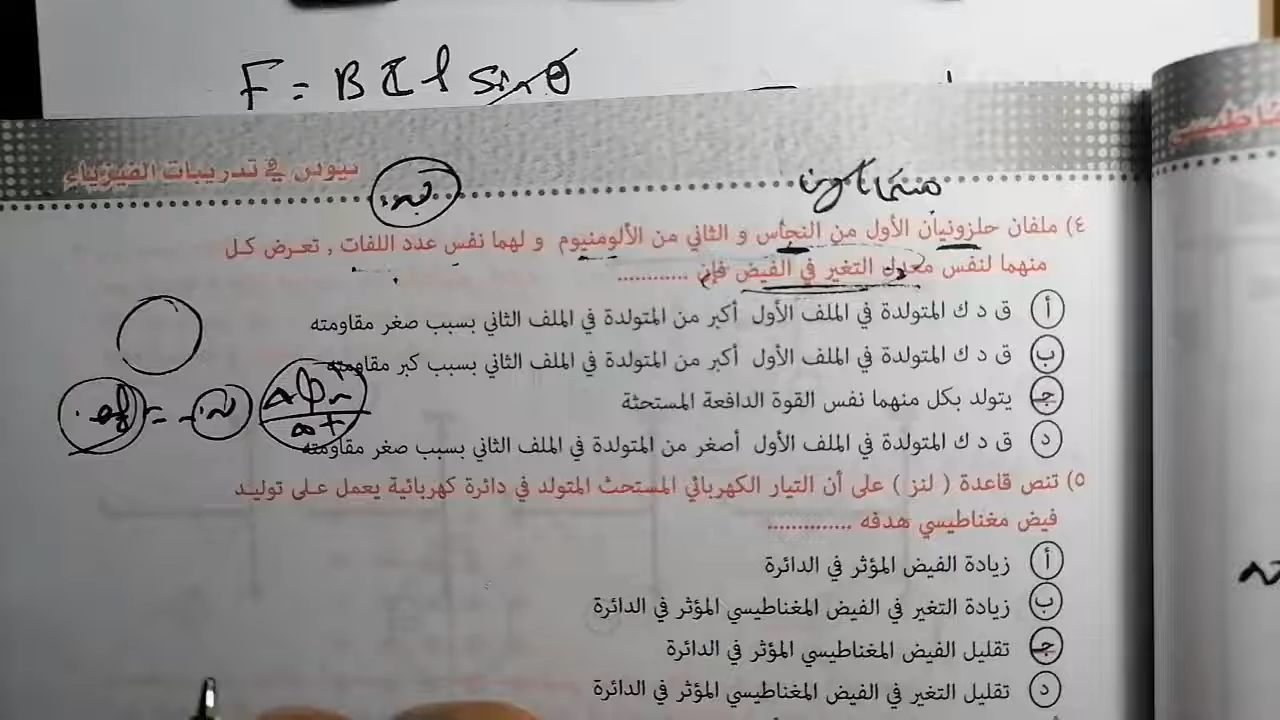 F = B I l sin θ
نيوتن في تدريبات الفيزياء
٤) ملفان حلزونيان الأول من النحاس و الثاني من الألومنيوم و لهما نفس عدد اللفات , تعرض كل
منهما لنفس معدل التغير في الفيض فإن ............
أ ق د ك المتولدة في الملف الأول أكبر من المتولدة في الملف الثاني بسبب صغر مقاومته
ب ق د ك المتولدة في الملف الأول أكبر من المتولدة في الملف الثاني بسبب كبر مقاومته
جـ يتولد بكل منهما نفس القوة الدافعة المستحثة
د ق د ك المتولدة في الملف الأول أصغر من المتولدة في الملف الثاني بسبب صغر مقاومته
٥) تنص قاعدة ( لنز ) على أن التيار الكهربائي المستحث المتولد في دائرة كهربائية يعمل على توليد
فيض مغناطيسي هدفه ..............
أ زيادة الفيض المؤثر في الدائرة
ب زيادة التغير في الفيض المغناطيسي المؤثر في الدائرة
جـ تقليل الفيض المغناطيسي المؤثر في الدائرة
د تقليل التغير في الفيض المغناطيسي المؤثر في الدائرة